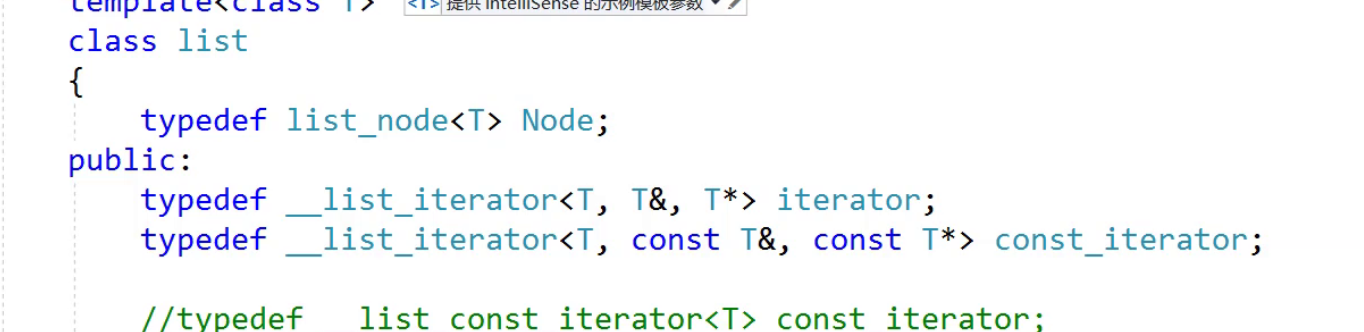 template<class T> <T> 提供 IntelliSense 的示例模板参数
class list
{
typedef list_node<T> Node;
public:
typedef __list_iterator<T, T&, T*> iterator;
typedef __list_iterator<T, const T&, const T*> const_iterator;
//typedef __list_const_iterator<T> const_iterator;